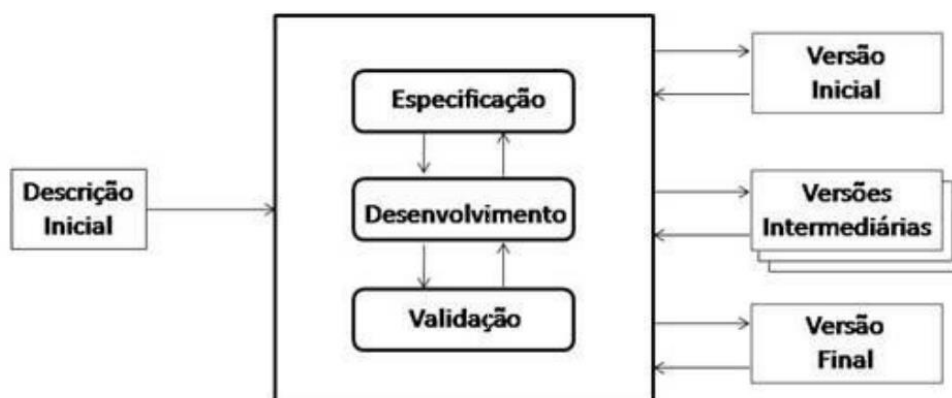 Descrição
Inicial
Especificação
Desenvolvimento
Validação
Versão
Inicial
Versões
Intermediárias
Versão
Final